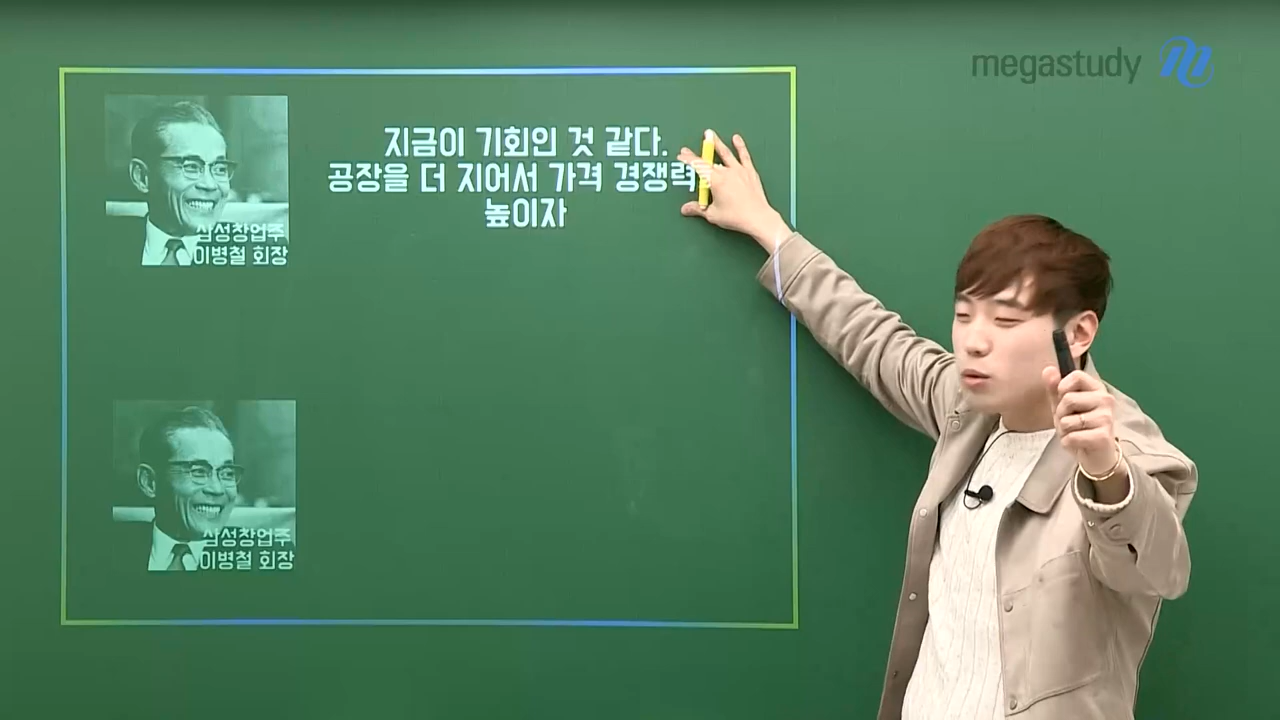 megastudy
지금이 기회인 것 같다.
공장을 더 지어서 가격 경쟁력
높이자
삼성창업주
이병철 회장
삼성창업주
이병철 회장